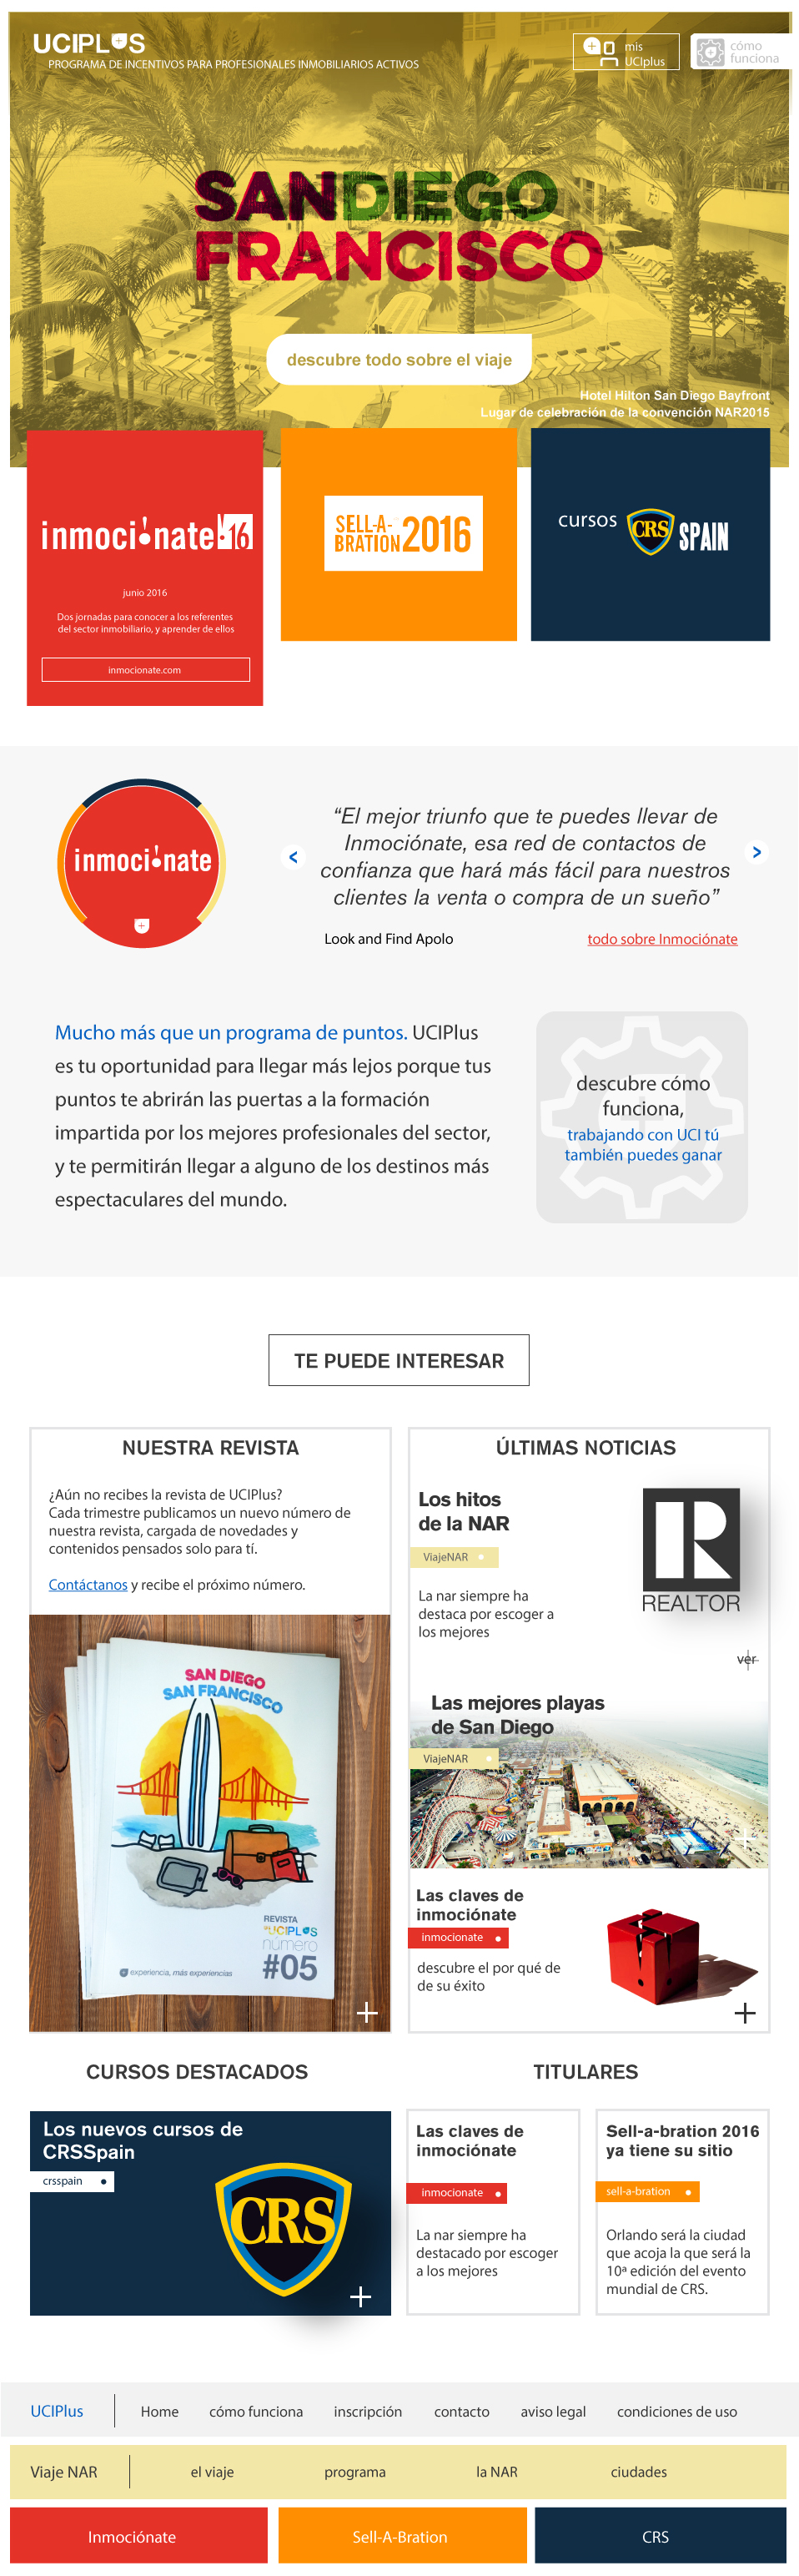 UCIPLUS
PROGRAMA DE INCENTIVOS PARA PROFESIONALES INMOBILIARIOS ACTIVOS
mis
UCIplus
cómo
funciona
SANDIEGO
FRANCISCO
descubre todo sobre el viaje
Hotel Hilton San Diego Bayfront
Lugar de celebración de la convención NAR2015
inmoci!nate!16
junio 2016
Dos jornadas para conocer a los referentes
del sector inmobiliario, y aprender de ellos
inmocionate.com
SELL-A-
BRATION 2016
cursos CRS SPAIN
inmoci!nate
“El mejor triunfo que te puedes llevar de
Inmociónate, esa red de contactos de
confianza que hará más fácil para nuestros
clientes la venta o compra de un sueño”
Look and Find Apolo
todo sobre Inmociónate
Mucho más que un programa de puntos. UCIPlus
es tu oportunidad para llegar más lejos porque tus
puntos te abrirán las puertas a la formación
impartida por los mejores profesionales del sector,
y te permitirán llegar a alguno de los destinos más
espectaculares del mundo.
descubre cómo
funciona,
trabajando con UCI tú
también puedes ganar
TE PUEDE INTERESAR
NUESTRA REVISTA
¿Aún no recibes la revista de UCIPlus?
Cada trimestre publicamos un nuevo número de
nuestra revista, cargada de novedades y
contenidos pensados solo para tí.
Contáctanos y recibe el próximo número.
SAN DIEGO
SAN FRANCISCO
REVISTA
UCIPLUS
número
#05
experiencia, más experiencias
ÚLTIMAS NOTICIAS
Los hitos
de la NAR
ViajeNAR
La nar siempre ha
destaca por escoger a
los mejores
REALTOR
ver
Las mejores playas
de San Diego
ViajeNAR
Las claves de
inmociónate
inmocionate
descubre el por qué de
de su éxito
CURSOS DESTACADOS
Los nuevos cursos de
CRSSpain
crsspain
CRS
TITULARES
Las claves de
inmociónate
inmocionate
La nar siempre ha
destacado por escoger
a los mejores
Sell-a-bration 2016
ya tiene su sitio
sell-a-bration
Orlando será la ciudad
que acoja la que será la
10ª edición del evento
mundial de CRS.
UCIPlus Home cómo funciona inscripción contacto aviso legal condiciones de uso
Viaje NAR el viaje programa la NAR ciudades
Inmociónate Sell-A-Bration CRS